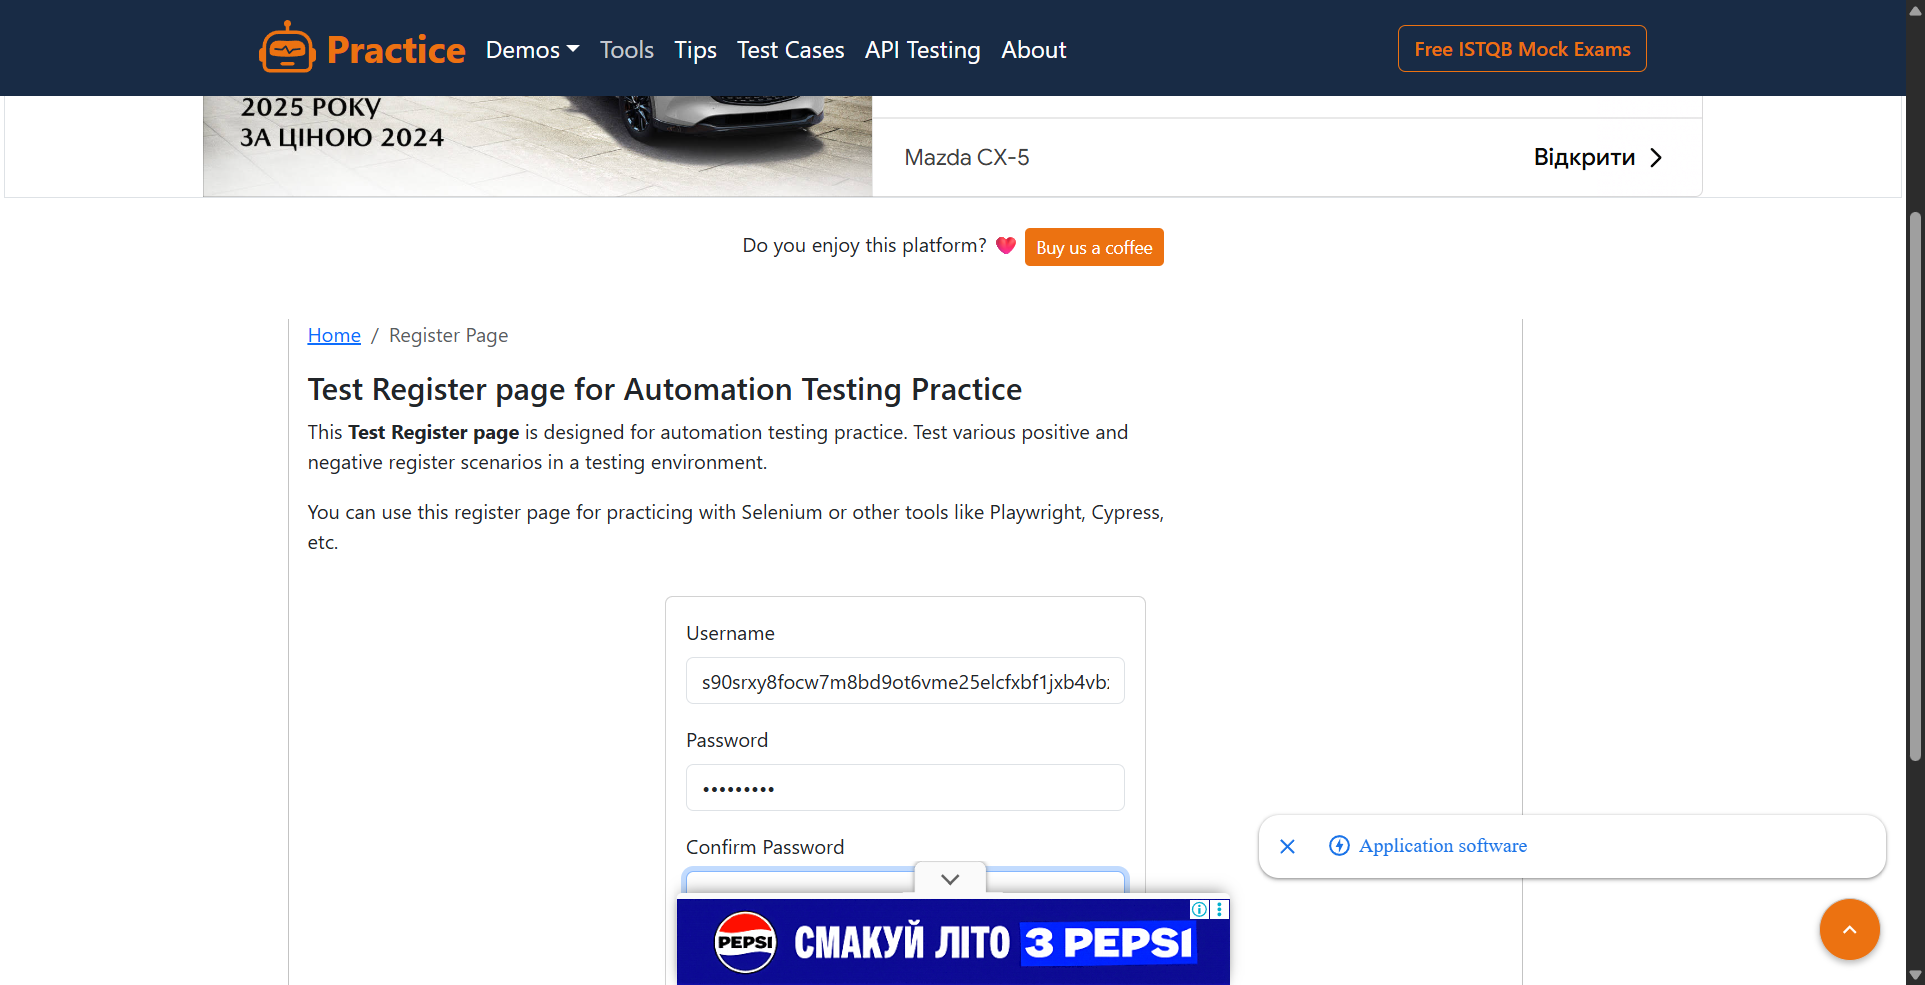 Practice
Demos
Tools
Tips
Test Cases
API Testing
About
Free ISTQB Mock Exams
2025 РОКУ
ЗА ЦІНОЮ 2024
Mazda CX-5
Відкрити
Do you enjoy this platform?
Buy us a coffee
Home / Register Page
Test Register page for Automation Testing Practice
This Test Register page is designed for automation testing practice. Test various positive and
negative register scenarios in a testing environment.
You can use this register page for practicing with Selenium or other tools like Playwright, Cypress,
etc.
Username
s90srxy8focw7m8bd9ot6vme25elcfxbf1jxb4vb
Password
•••••••••
Confirm Password
Application software
PEPSI
СМАКУЙ ЛІТО З PEPSI